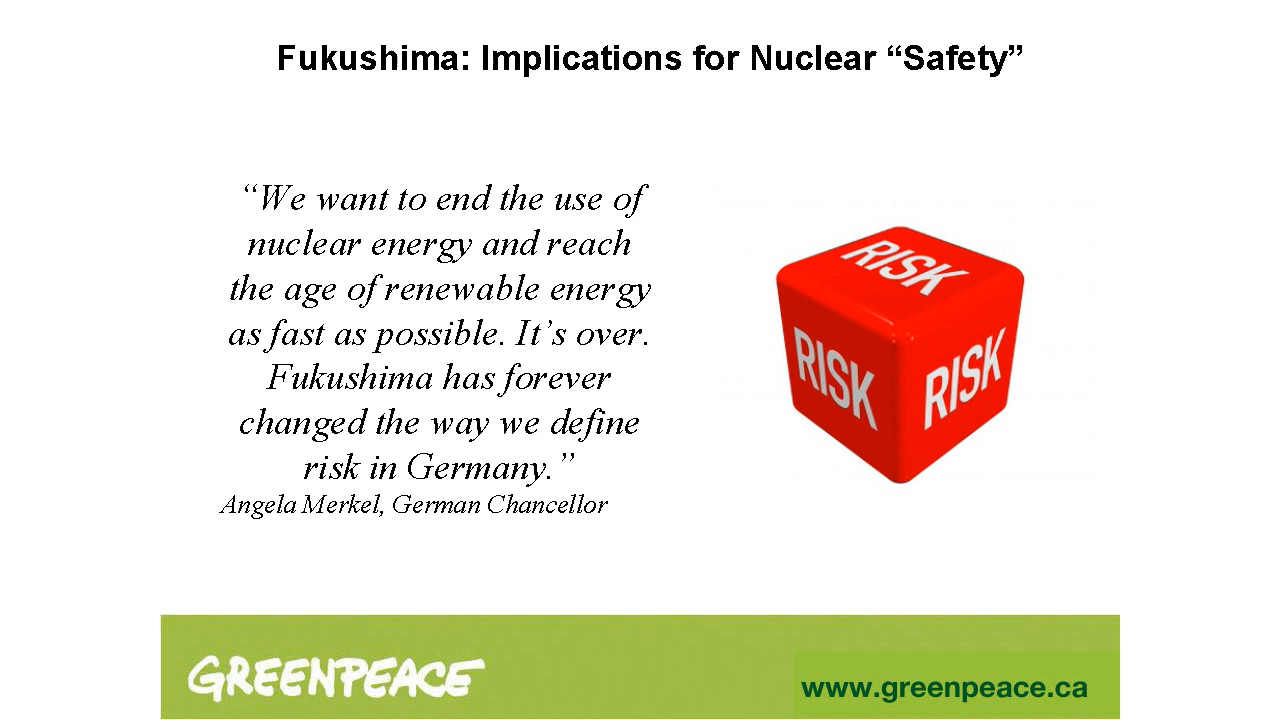 Fukushima: Implications for Nuclear “Safety”
“We want to end the use of
nuclear energy and reach
the age of renewable energy
as fast as possible. It’s over.
Fukushima has forever
changed the way we define
risk in Germany.”
Angela Merkel, German Chancellor
RISK
RISK
RISK
GREENPEACE
www.greenpeace.ca